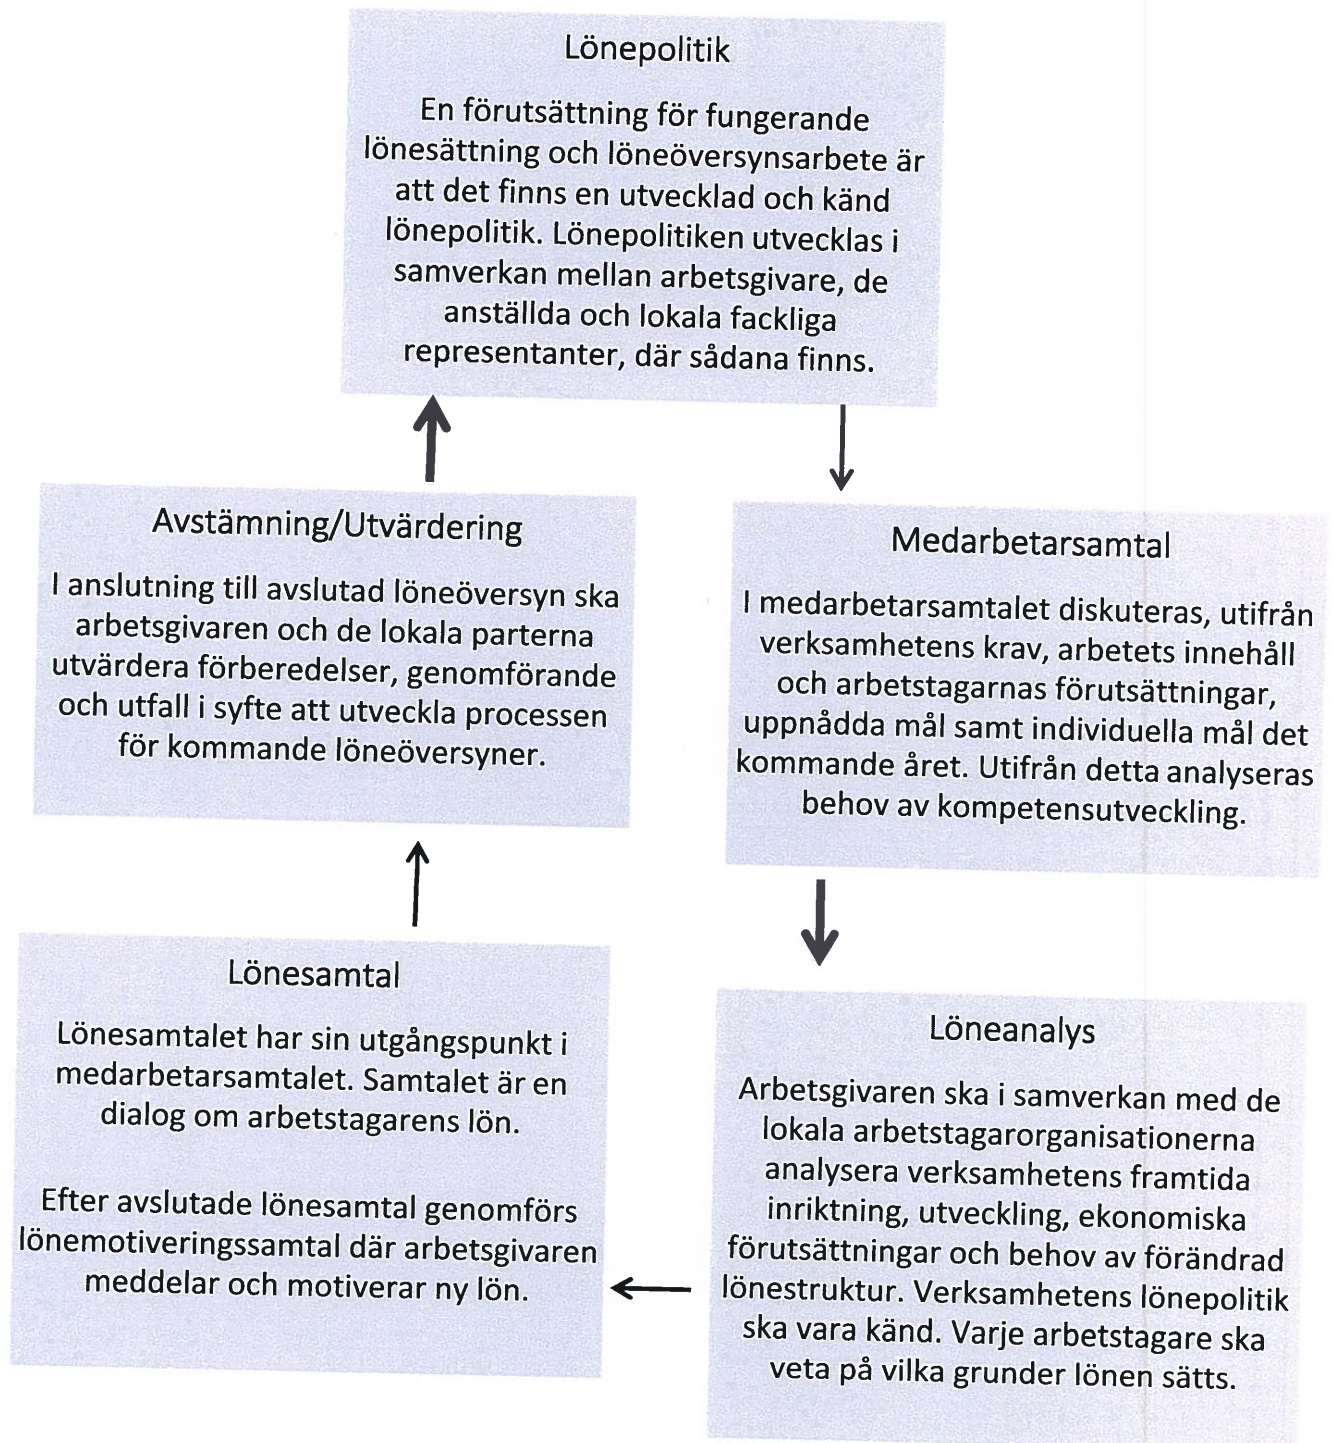 Lönepolitik
En förutsättning för fungerande
lönesättning och löneöversynsarbete är
att det finns en utvecklad och känd
lönepolitik. Lönepolitiken utvecklas i
samverkan mellan arbetsgivare, de
anställda och lokala fackliga
representanter, där sådana finns.
Medarbetarsamtal
I medarbetarsamtalet diskuteras, utifrån
verksamhetens krav, arbetets innehåll
och arbetstagarnas förutsättningar,
uppnådda mål samt individuella mål det
kommande året. Utifrån detta analyseras
behov av kompetensutveckling.
Löneanalys
Arbetsgivaren ska i samverkan med de
lokala arbetstagarorganisationerna
analysera verksamhetens framtida
inriktning, utveckling, ekonomiska
förutsättningar och behov av förändrad
lönestruktur. Verksamhetens lönepolitik
ska vara känd. Varje arbetstagare ska
veta på vilka grunder lönen sätts.
Lönesamtal
Lönesamtalet har sin utgångspunkt i
medarbetarsamtalet. Samtalet är en
dialog om arbetstagarens lön.
Efter avslutade lönesamtal genomförs
lönemotiveringssamtal där arbetsgivaren
meddelar och motiverar ny lön.
Avstämning/Utvärdering
I anslutning till avslutad löneöversyn ska
arbetsgivaren och de lokala parterna
utvärdera förberedelser, genomförande
och utfall i syfte att utveckla processen
för kommande löneöversyner.